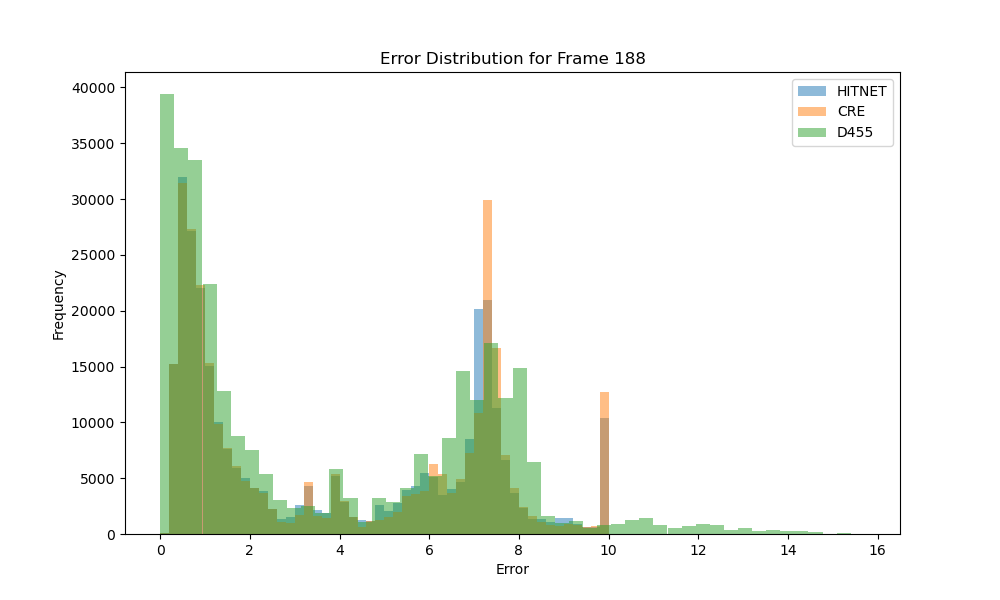 Error Distribution for Frame 188
HITNET
CRE
D455
40000
35000
30000
25000
20000
15000
10000
5000
0
Frequency
0 2 4 6 8 10 12 14 16
Error